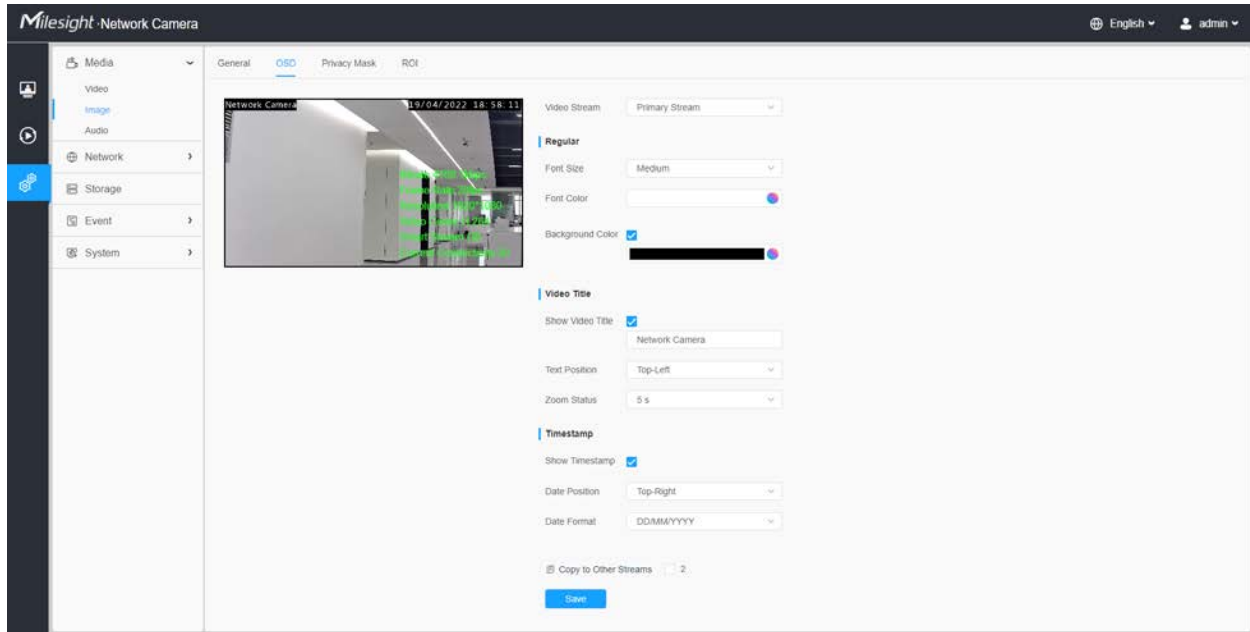 Milesight ·Network Camera
English
admin
Media
Video
Image
Audio
Network
Storage
Event
System
General
OSD
Privacy Mask
ROI
Network Camera
19/04/2022 18:58:11
Video Stream
Primary Stream
Regular
Font Size
Medium
Font Color
Background Color
Video Title
Show Video Title
Network Camera
Text Position
Top-Left
Zoom Status
5 s
Timestamp
Show Timestamp
Date Position
Top-Right
Date Format
DD/MM/YYYY
Copy to Other Streams
2
Save